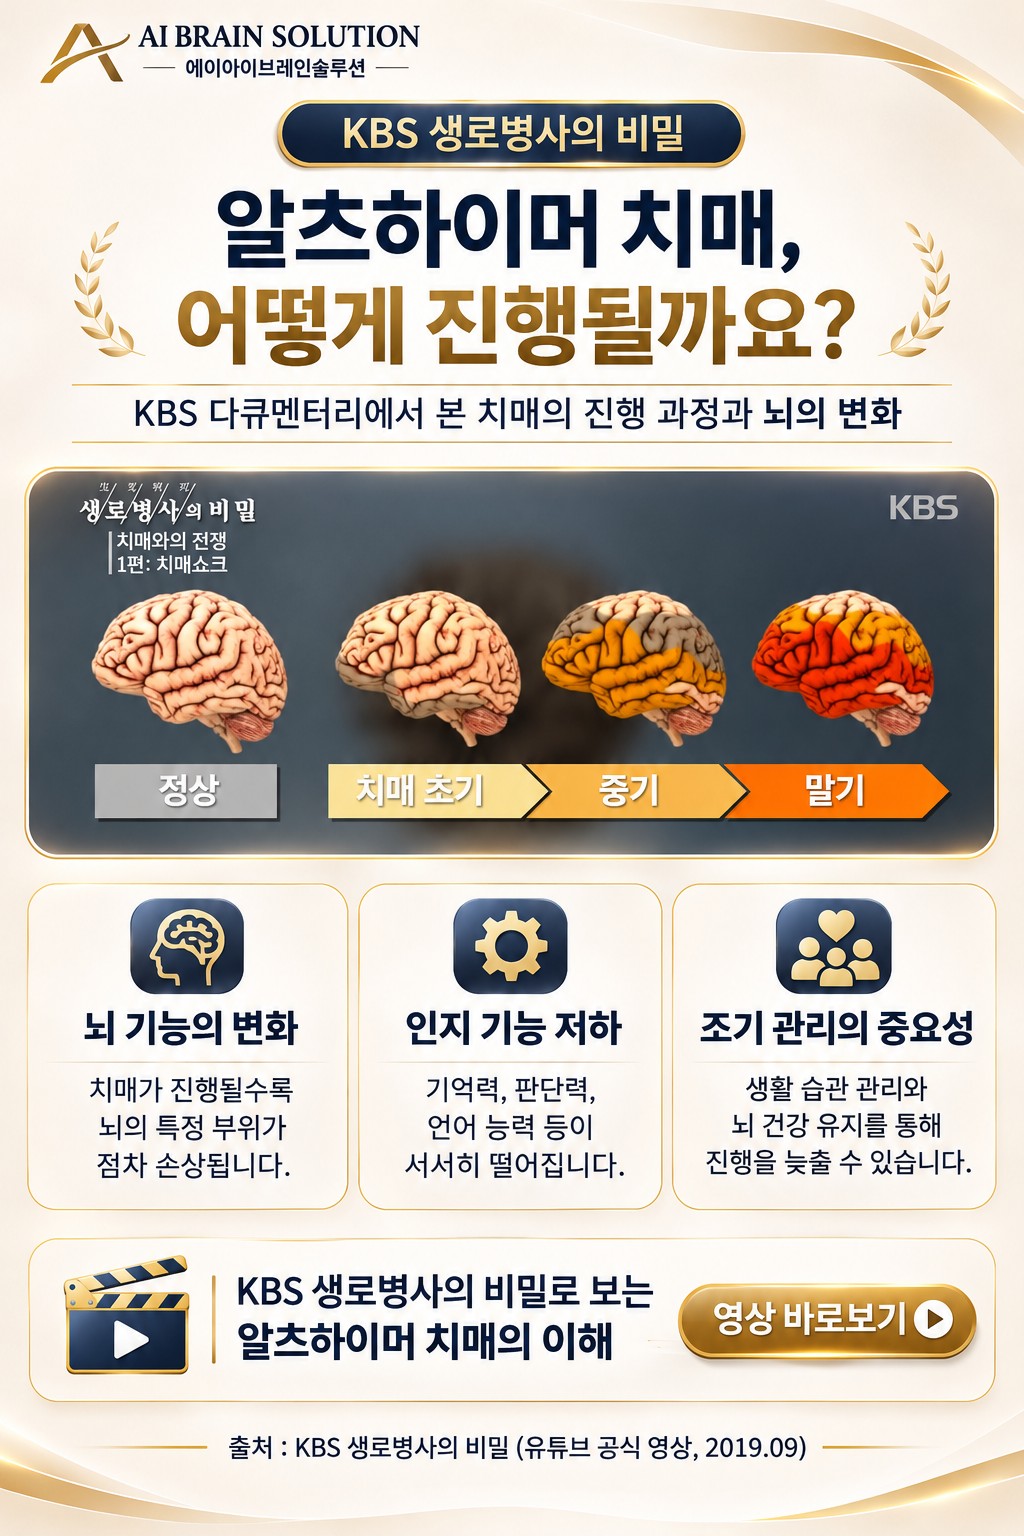 AI BRAIN SOLUTION
에이아이브레인솔루션
KBS 생로병사의 비밀
알츠하이머 치매,
어떻게 진행될까요?
KBS 다큐멘터리에서 본 치매의 진행 과정과 뇌의 변화
생로병사의 비밀
KBS
치매와의 전쟁
1편: 치매쇼크
정상
치매 초기
중기
말기
뇌 기능의 변화
치매가 진행될수록
뇌의 특정 부위가
점차 손상됩니다.
인지 기능 저하
기억력, 판단력,
언어 능력 등이
서서히 떨어집니다.
조기 관리의 중요성
생활 습관 관리와
뇌 건강 유지를 통해
진행을 늦출 수 있습니다.
KBS 생로병사의 비밀로 보는
알츠하이머 치매의 이해
영상 바로보기
출처 : KBS 생로병사의 비밀 (유튜브 공식 영상, 2019.09)